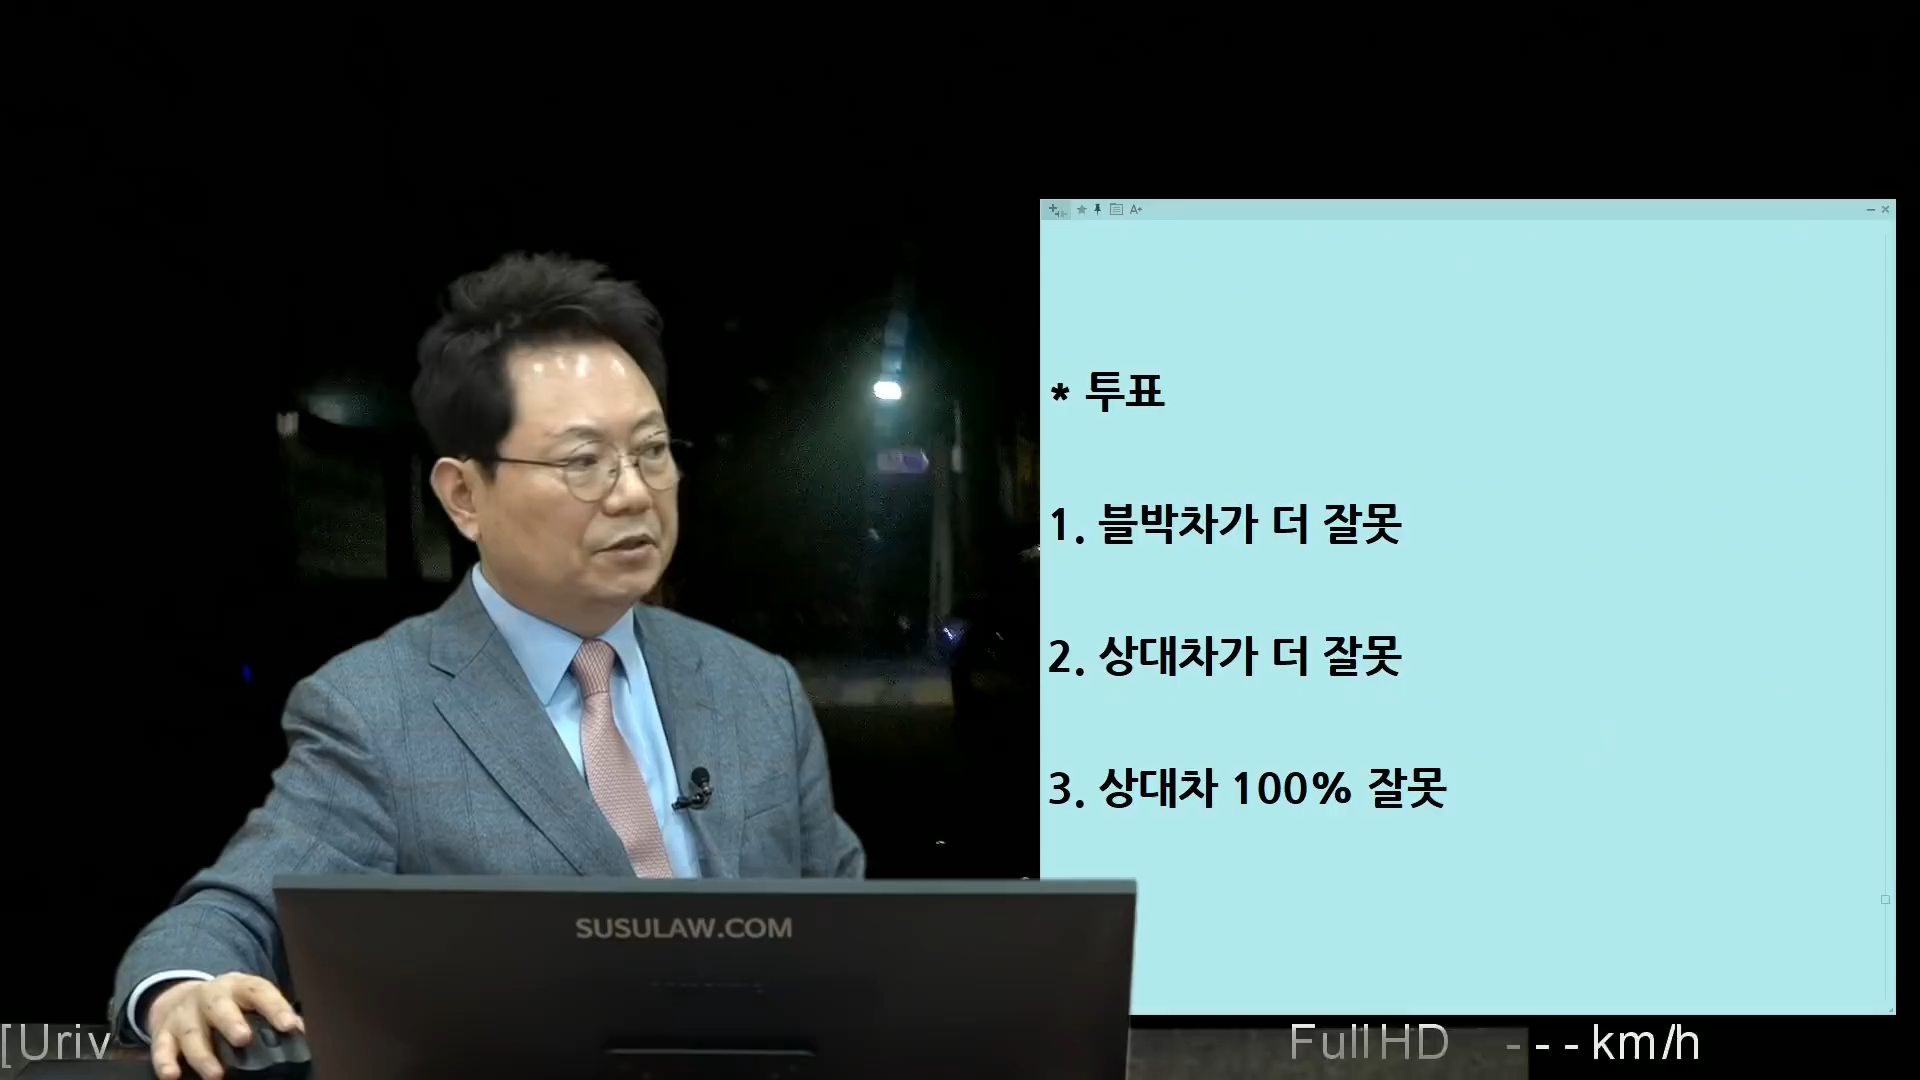 * 투표
1. 블박차가 더 잘못
2. 상대차가 더 잘못
3. 상대차 100% 잘못
SUSULAW.COM
[Uriv
Full HD --- km/h